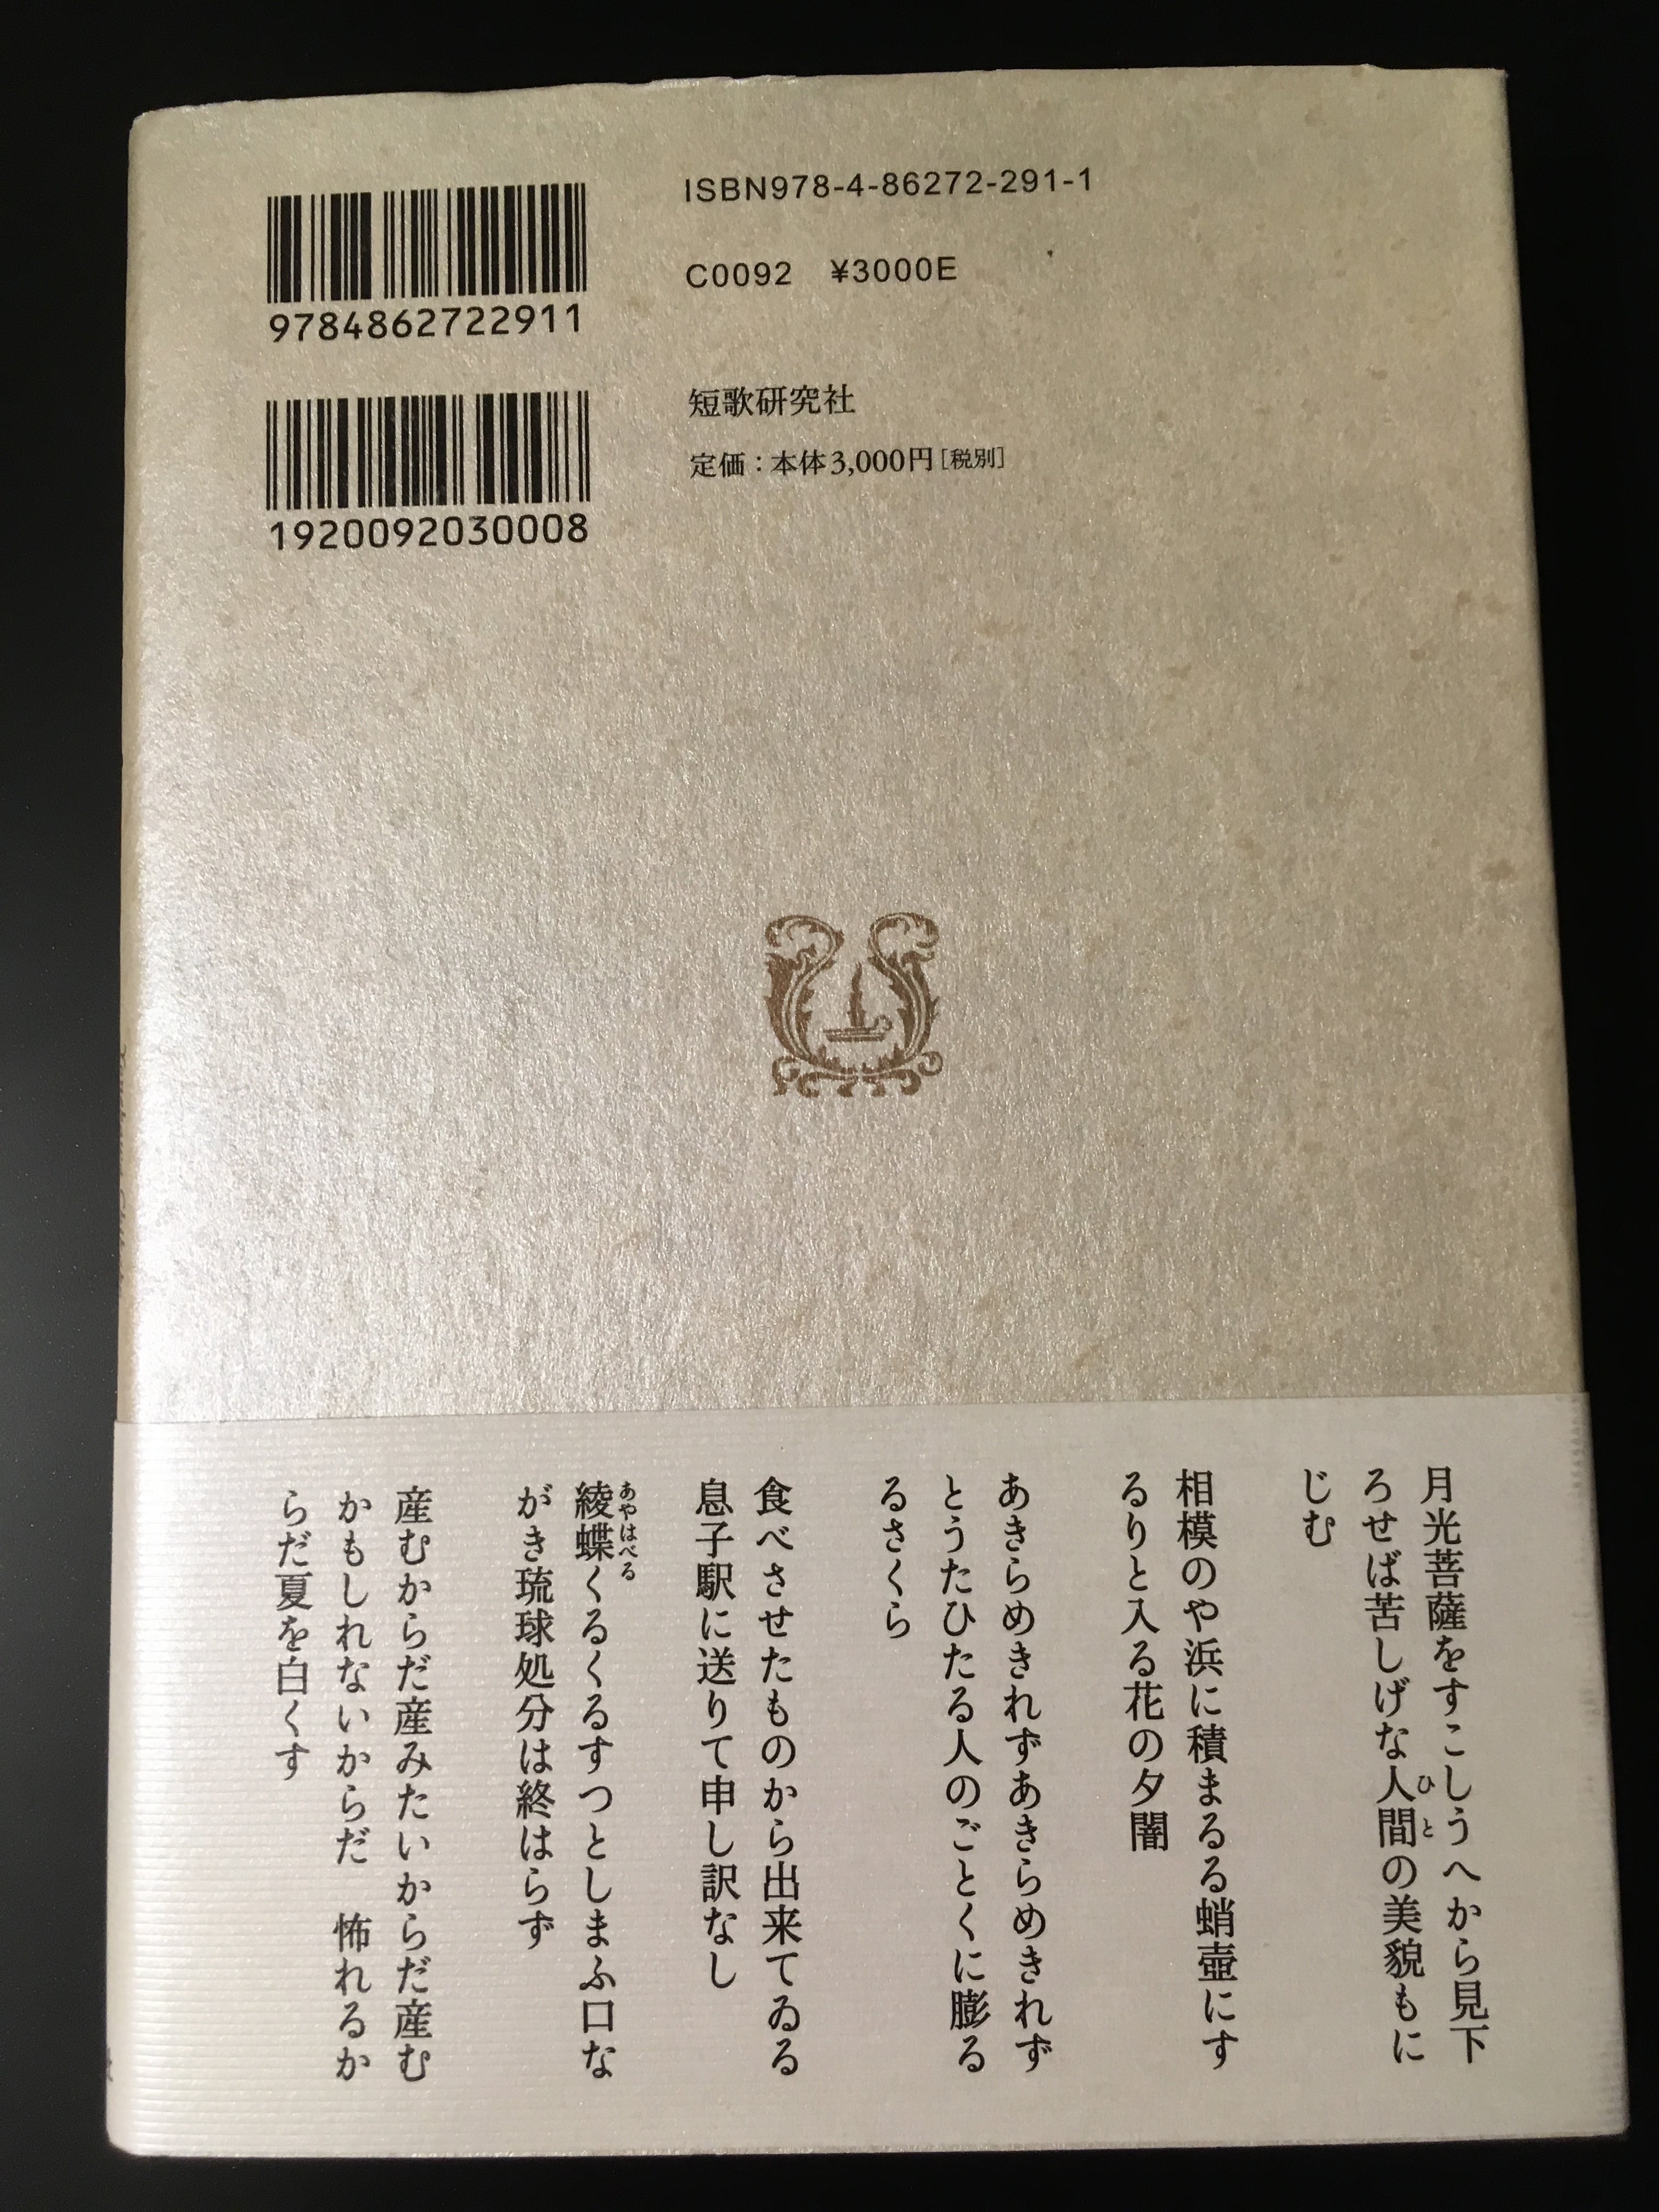 ISBN978-4-86272-291-1
C0092 ¥3000E
9784862722911
短歌研究社
定価：本体3,000円［税別］
1920092030008
月光菩薩をすこしうへから見下
ろせば苦しげな人間の美貌もに
ひと
じむ
相模のや浜に積まるる蛸壺にす
るりと入る花の夕闇
あきらめきれずあきらめきれず
とうたひたる人のごとくに膨る
るさくら
食べさせたものから出来てゐる
息子駅に送りて申し訳なし
あやはべる
綾蝶くるくるすつとしまふ口な
がき琉球処分は終はらず
産むからだ産みたいからだ産む
かもしれないからだ　怖れるか
らだ夏を白くす